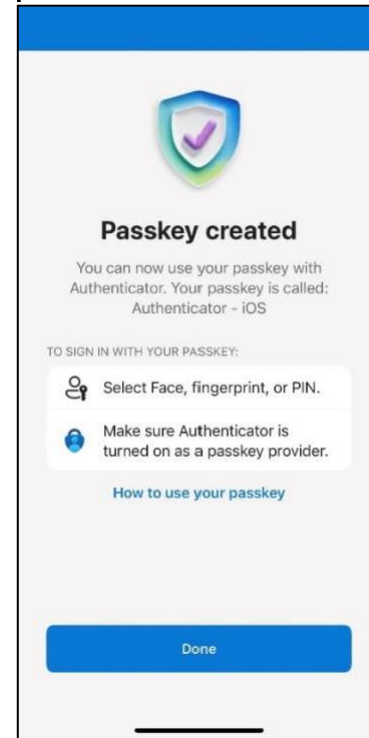 Passkey created
You can now use your passkey with
Authenticator. Your passkey is called:
Authenticator - iOS
TO SIGN IN WITH YOUR PASSKEY:
Select Face, fingerprint, or PIN.
Make sure Authenticator is
turned on as a passkey provider.
How to use your passkey
Done